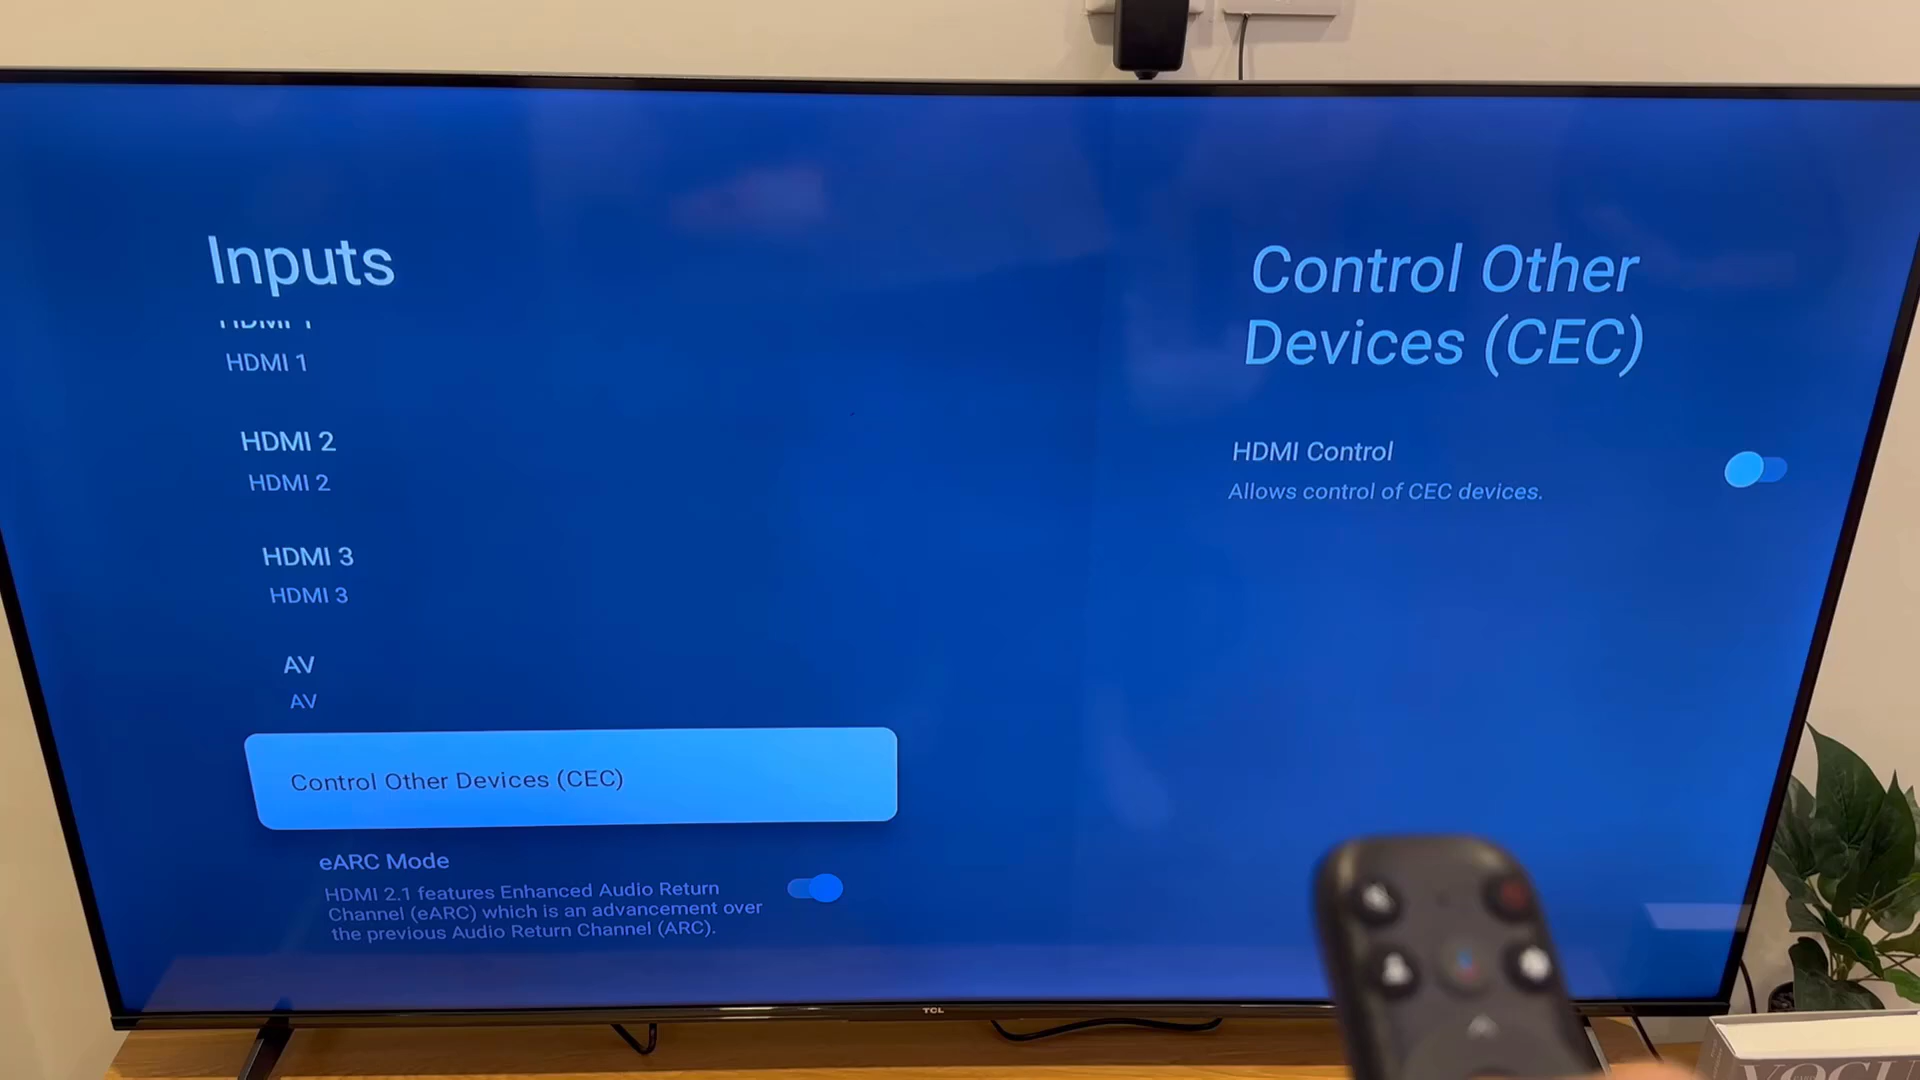 Inputs
HDMI 1
HDMI 1
HDMI 2
HDMI 2
HDMI 3
HDMI 3
AV
AV
Control Other Devices (CEC)
eARC Mode
HDMI 2.1 features Enhanced Audio Return
Channel (eARC) which is an advancement over
the previous Audio Return Channel (ARC).
Control Other
Devices (CEC)
HDMI Control
Allows control of CEC devices.
TCL